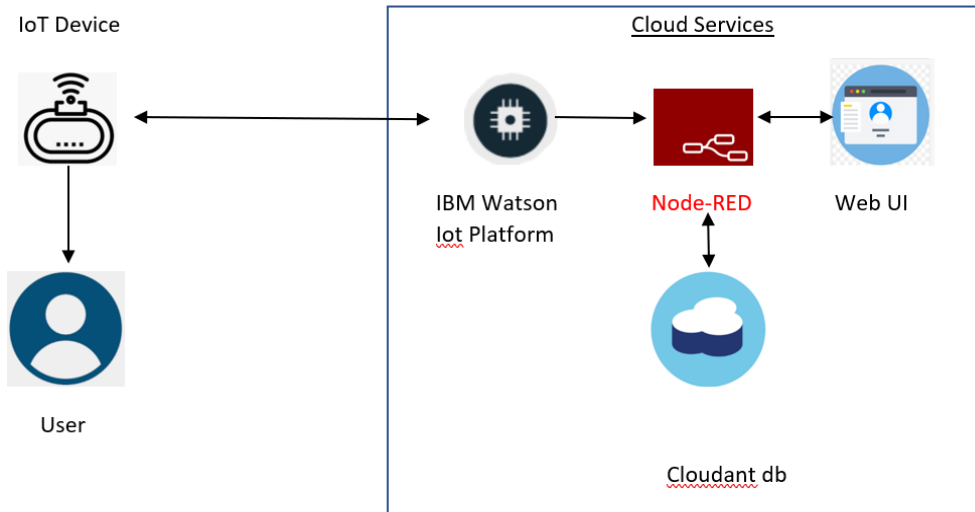 IoT Device
Cloud Services
IBM Watson
Iot Platform
Node-RED
Web UI
User
Cloudant db